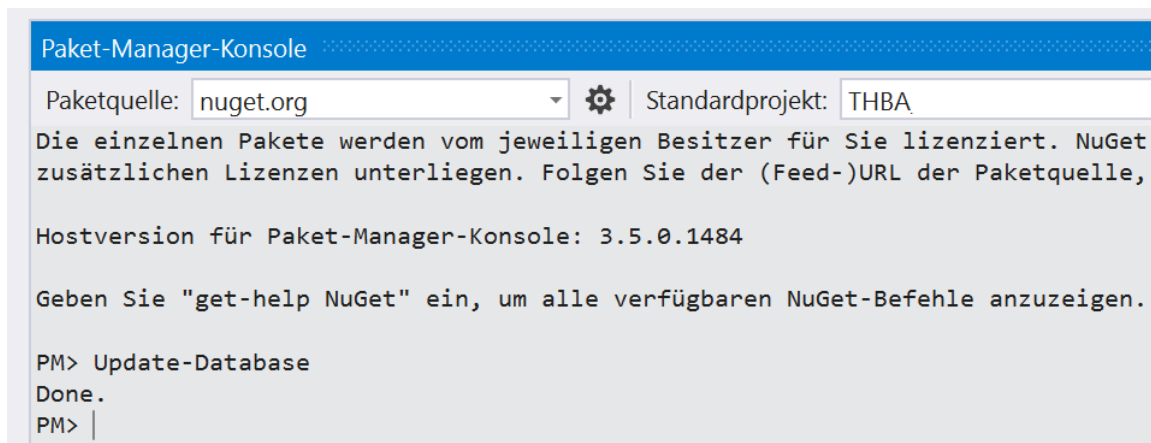 Paket-Manager-Konsole
Paketquelle: nuget.org Standardprojekt: THBA
Die einzelnen Pakete werden vom jeweiligen Besitzer für Sie lizenziert. NuGet
zusätzlichen Lizenzen unterliegen. Folgen Sie der (Feed-)URL der Paketquelle,
Hostversion für Paket-Manager-Konsole: 3.5.0.1484
Geben Sie "get-help NuGet" ein, um alle verfügbaren NuGet-Befehle anzuzeigen.
PM> Update-Database
Done.
PM>